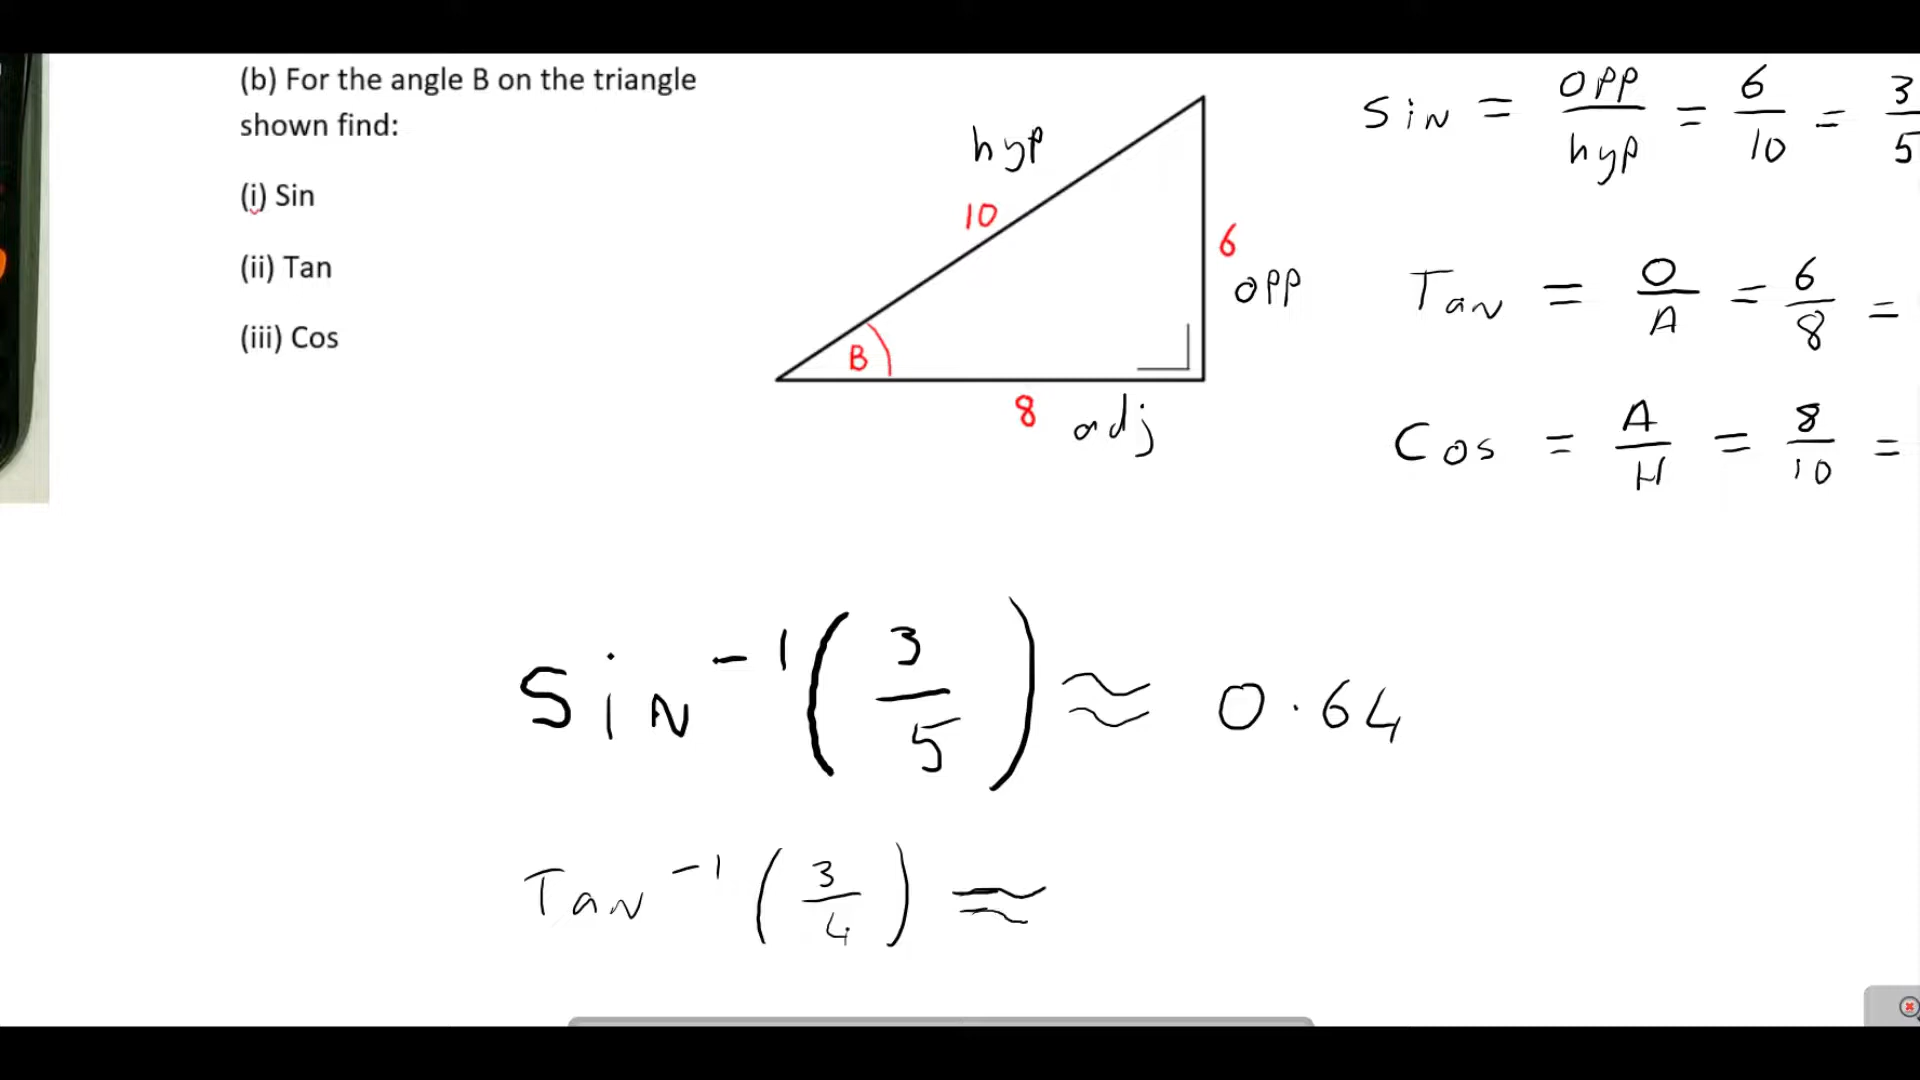 (b) For the angle B on the triangle
shown find:
(i) Sin
(ii) Tan
(iii) Cos
hyp
10
6
opp
B
8 adj
Sin = opp/hyp = 6/10 = 3/5
Tan = O/A = 6/8 =
Cos = A/H = 8/10 =
Sin⁻¹(3/5) ≈ 0.64
Tan⁻¹(3/4) ≈